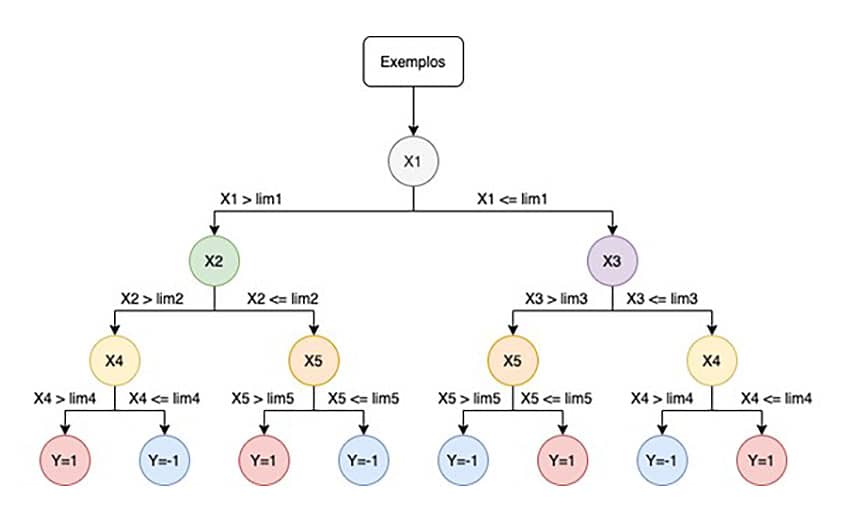 Exemplos
X1
X1 > lim1
X1 <= lim1
X2
X3
X2 > lim2
X2 <= lim2
X3 > lim3
X3 <= lim3
X4
X5
X5
X4
X4 > lim4
X4 <= lim4
X5 > lim5
X5 <= lim5
X5 > lim5
X5 <= lim5
X4 > lim4
X4 <= lim4
Y=1
Y=-1
Y=1
Y=-1
Y=-1
Y=1
Y=-1
Y=1